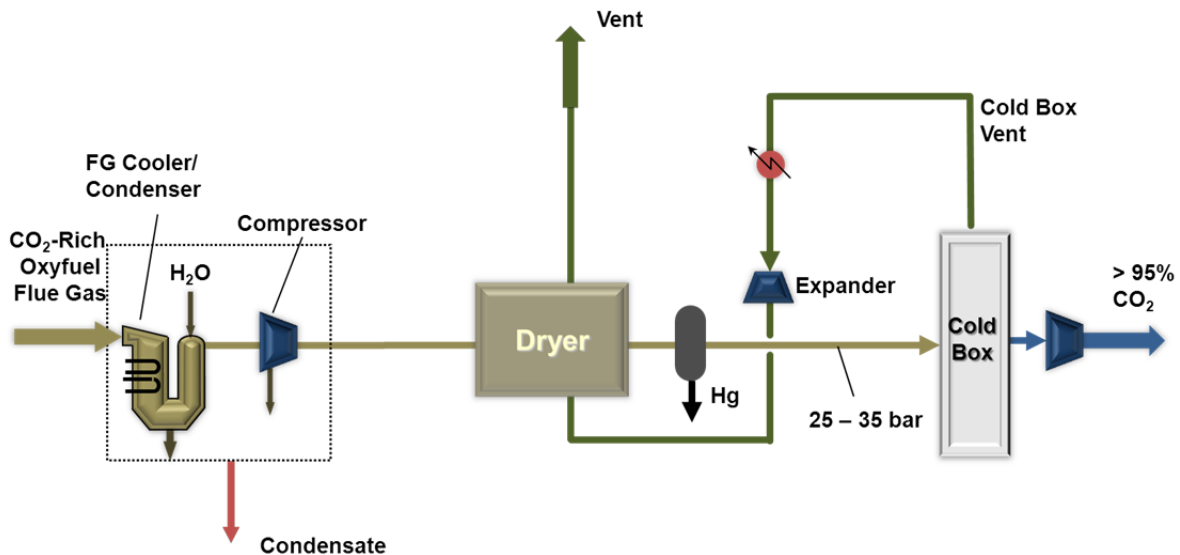 Vent
Cold Box
Vent
FG Cooler/
Condenser
Compressor
CO₂-Rich
Oxyfuel
Flue Gas
H₂O
Expander
> 95%
CO₂
Dryer
Cold
Box
Hg
25 – 35 bar
Condensate